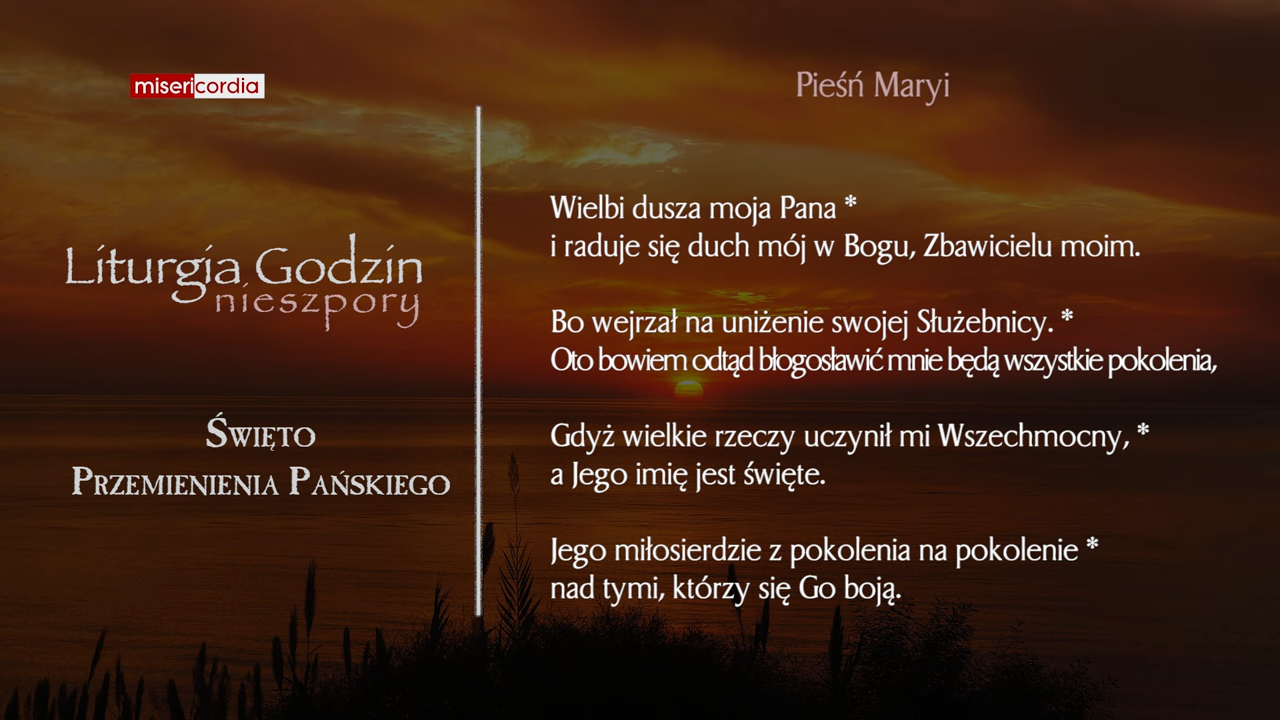 misericordia
Liturgia Godzin
nieszpory
Święto
Przemienienia Pańskiego
Pieśń Maryi
Wielbi dusza moja Pana *
i raduje się duch mój w Bogu, Zbawicielu moim.
Bo wejrzał na uniżenie swojej Służebnicy. *
Oto bowiem odtąd błogosławić mnie będą wszystkie pokolenia,
Gdyż wielkie rzeczy uczynił mi Wszechmocny, *
a Jego imię jest święte.
Jego miłosierdzie z pokolenia na pokolenie *
nad tymi, którzy się Go boją.